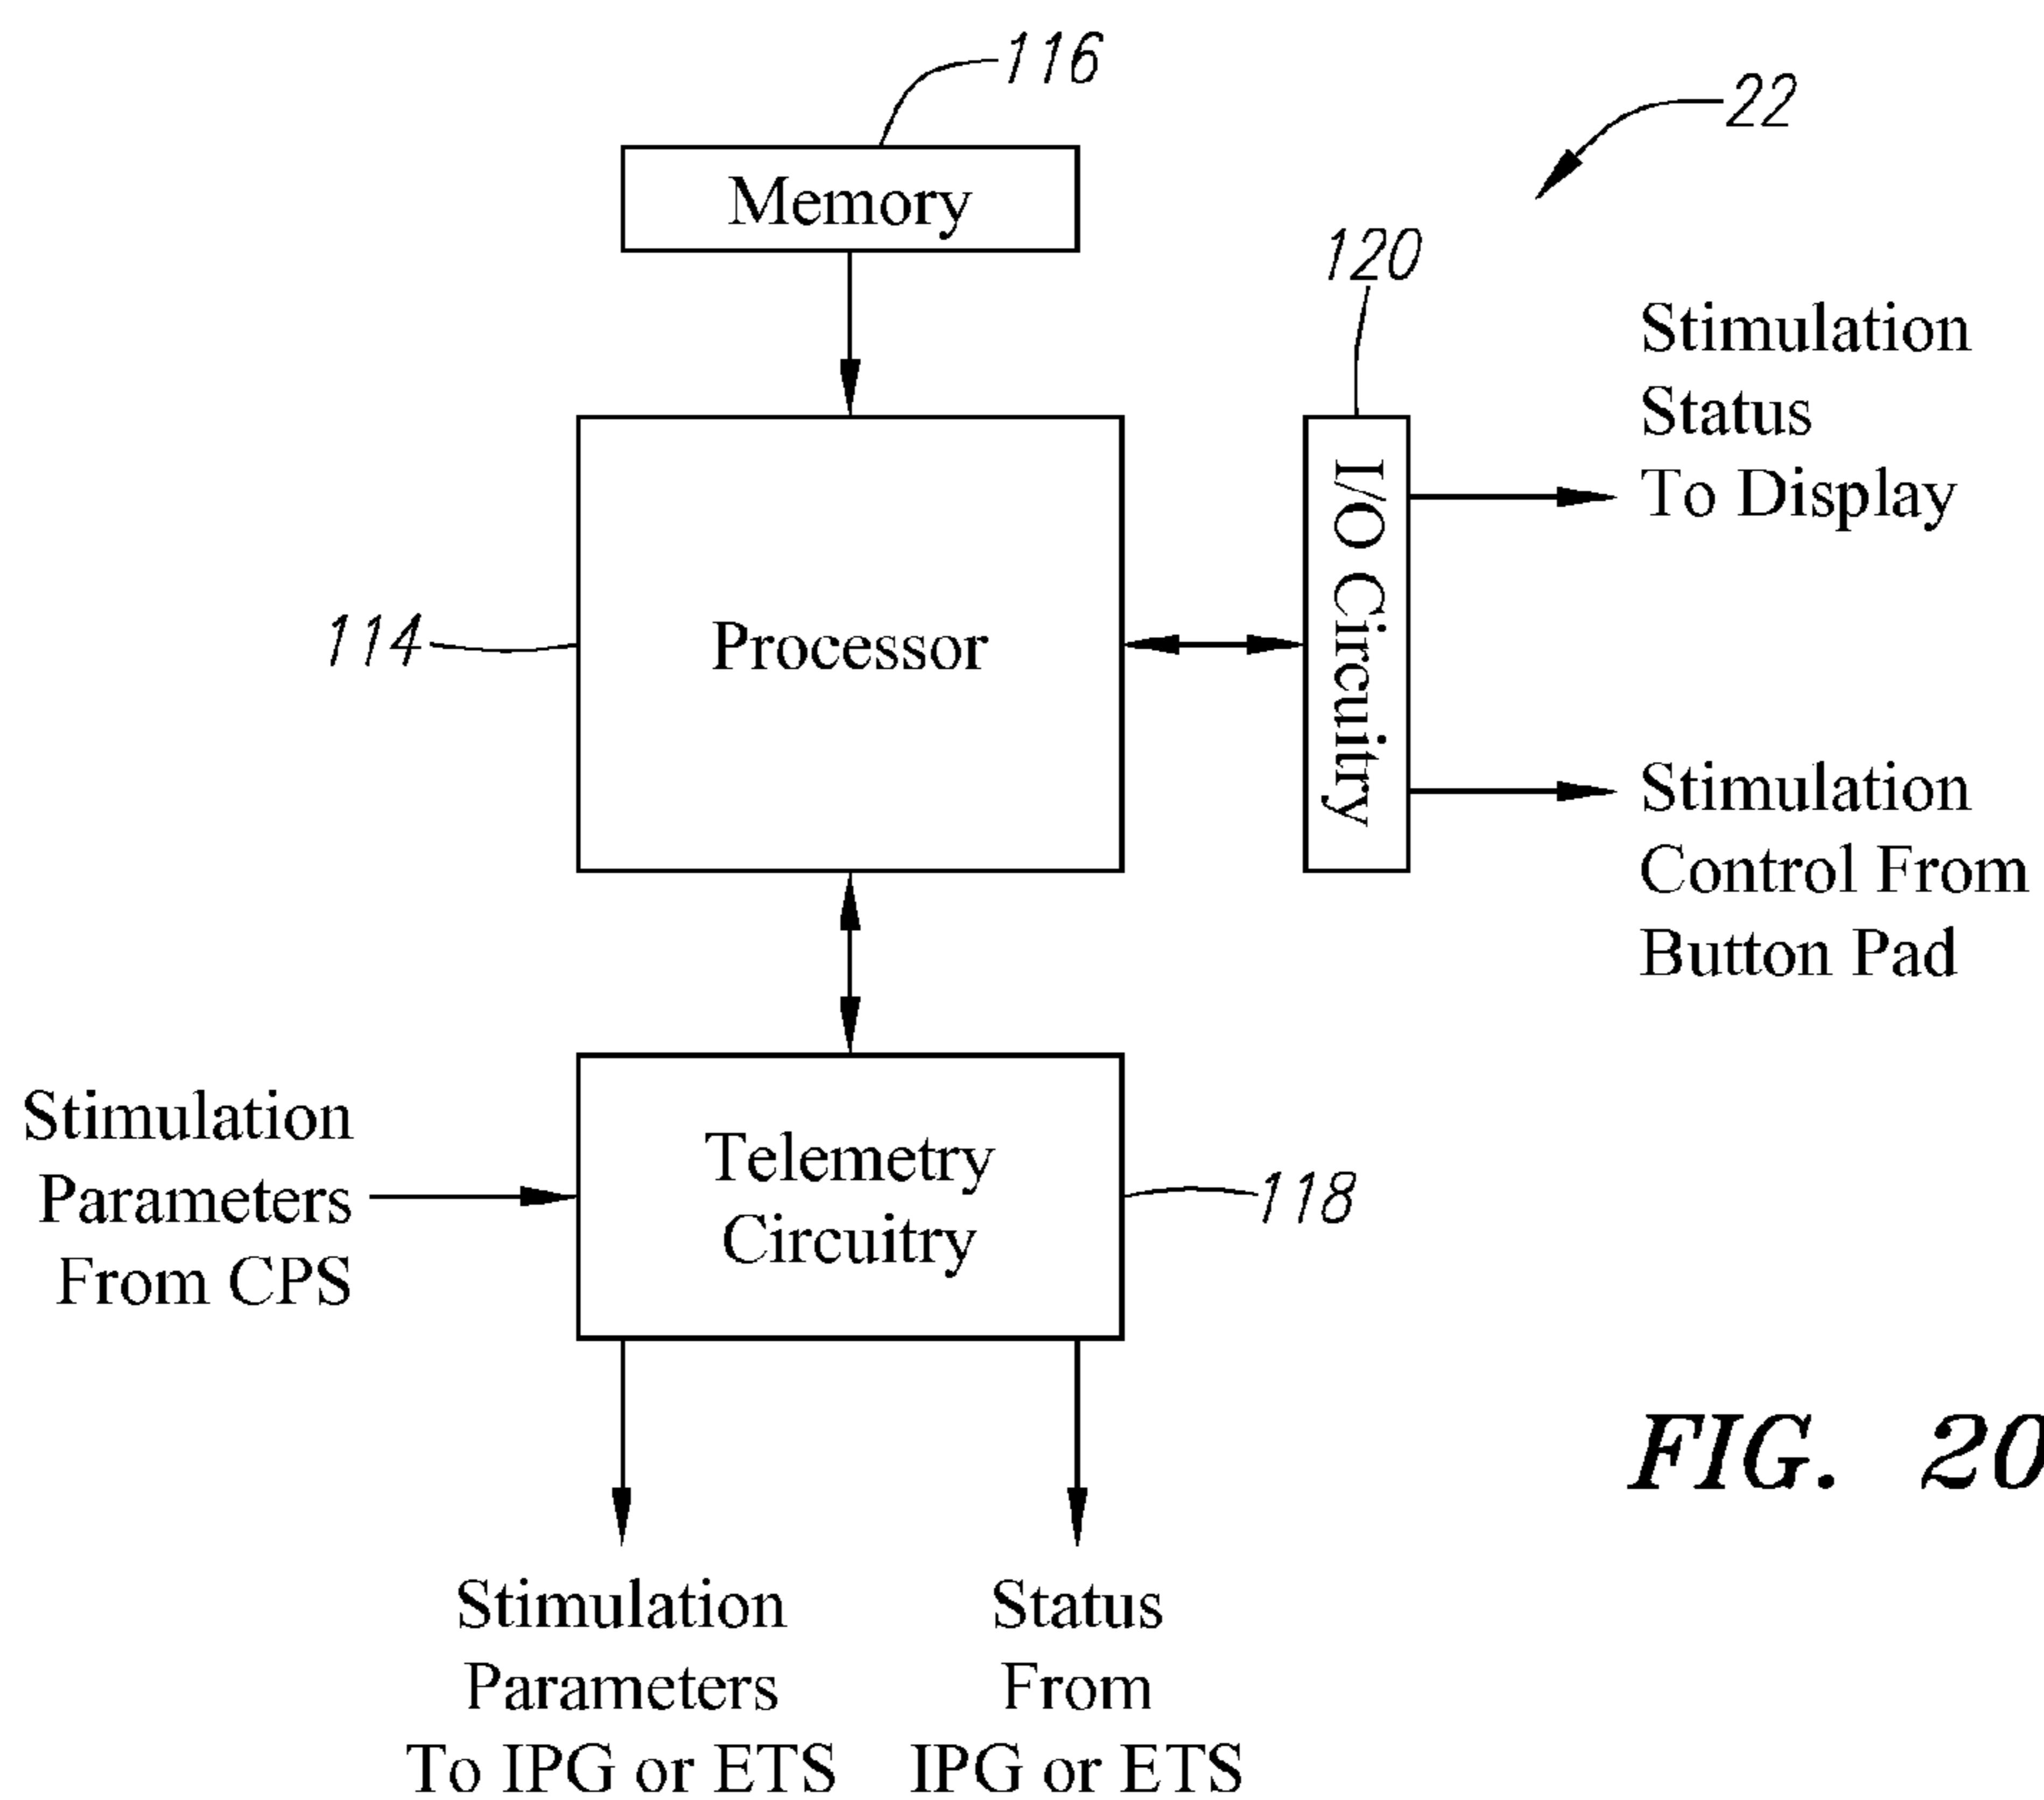 116
22
Memory
120
Stimulation
Status
To Display
I/O Circuitry
114
Processor
Stimulation
Control From
Button Pad
Stimulation
Parameters
From CPS
Telemetry
Circuitry
118
FIG. 20
Stimulation
Parameters
To IPG or ETS
Status
From
IPG or ETS